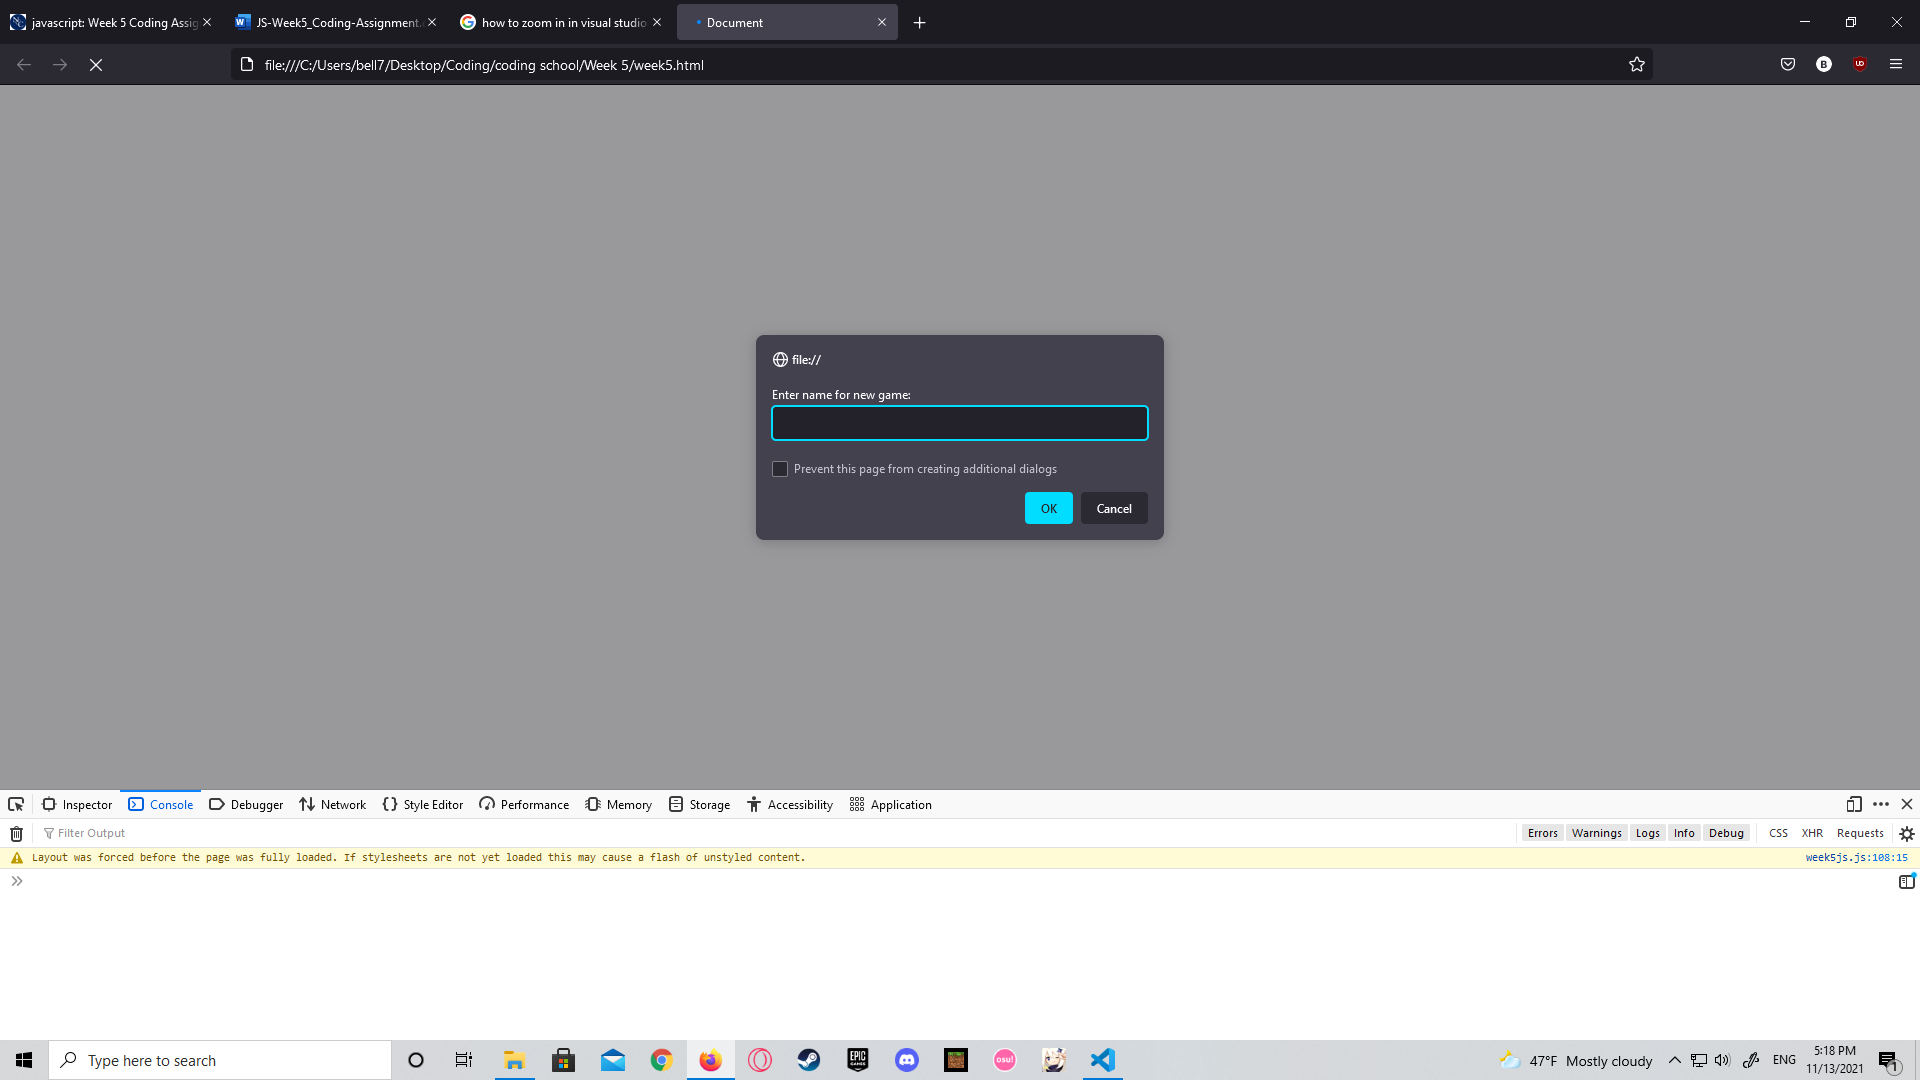 javascript: Week 5 Coding Assig
JS-Week5_Coding-Assignment.
how to zoom in in visual studio
Document
file:///C:/Users/bell7/Desktop/Coding/coding school/Week 5/week5.html
B
file://
Enter name for new game:
Prevent this page from creating additional dialogs
OK
Cancel
Inspector
Console
Debugger
Network
Style Editor
Performance
Memory
Storage
Accessibility
Application
Filter Output
Errors
Warnings
Logs
Info
Debug
CSS
XHR
Requests
Layout was forced before the page was fully loaded. If stylesheets are not yet loaded this may cause a flash of unstyled content.
week5js.js:108:15
Type here to search
EPIC
GAMES
osu!
47°F Mostly cloudy
ENG
5:18 PM
11/13/2021
1